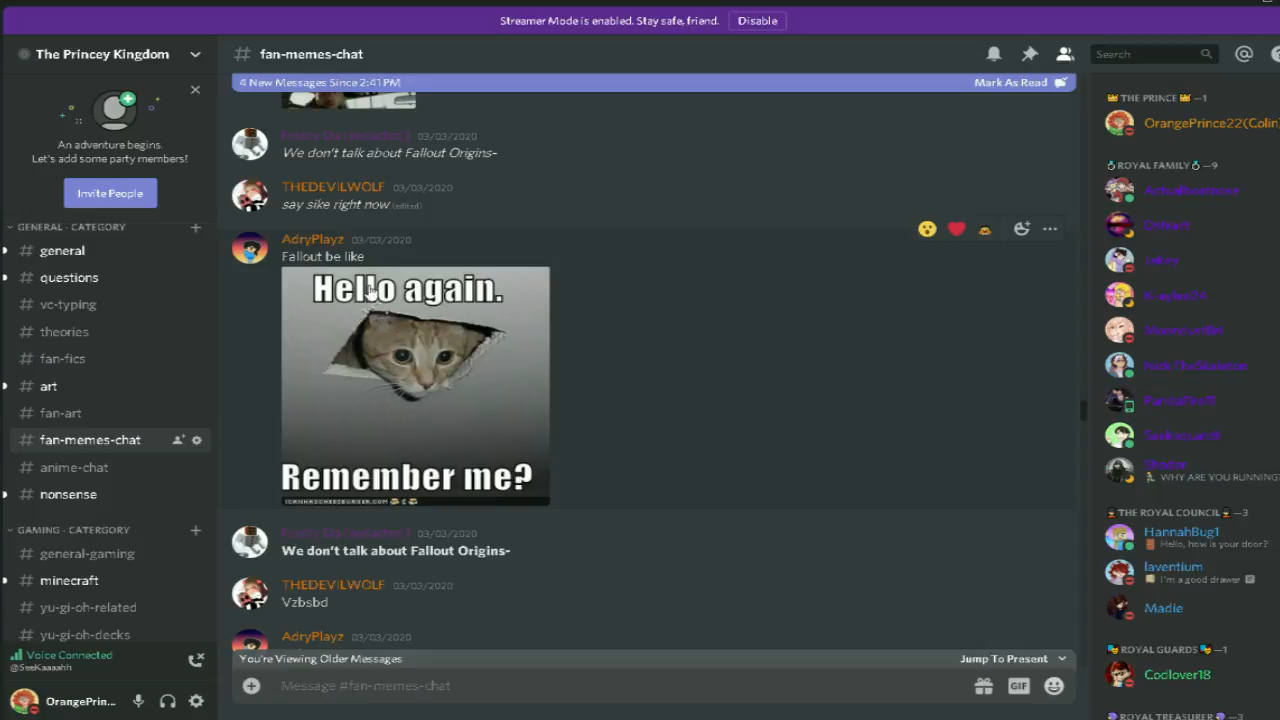 Streamer Mode is enabled. Stay safe, friend. Disable
The Princey Kingdom
An adventure begins.
Let's add some party members!
Invite People
GENERAL - CATEGORY
general
questions
vc-typing
theories
fan-fics
art
fan-art
fan-memes-chat
anime-chat
nonsense
GAMING - CATERGORY
general-gaming
minecraft
yu-gi-oh-related
yu-gi-oh-decks
Voice Connected
@SeeKaaaahh
OrangePrin...
# fan-memes-chat
Search
4 New Messages Since 2:41 PM Mark As Read
03/03/2020
We don't talk about Fallout Origins-
THEDEVILWOLF 03/03/2020
say sike right now (edited)
AdryPlayz 03/03/2020
Fallout be like
Hello again.
Remember me?
ICANHASCHEEZBURGER.COM
03/03/2020
We don't talk about Fallout Origins-
THEDEVILWOLF 03/03/2020
Vzbsbd
AdryPlayz 03/03/2020
You're Viewing Older Messages Jump To Present
Message #fan-memes-chat
GIF
THE PRINCE —1
OrangePrince22(Colin)
ROYAL FAMILY —9
Jakey
NickTheSkeleton
WHY ARE YOU RUNNING?
THE ROYAL COUNCIL —3
HannahBug1
Hello, how is your door?
laventium
I'm a good drawer
Madie
ROYAL GUARDS —1
Codlover18
ROYAL TREASURER —3